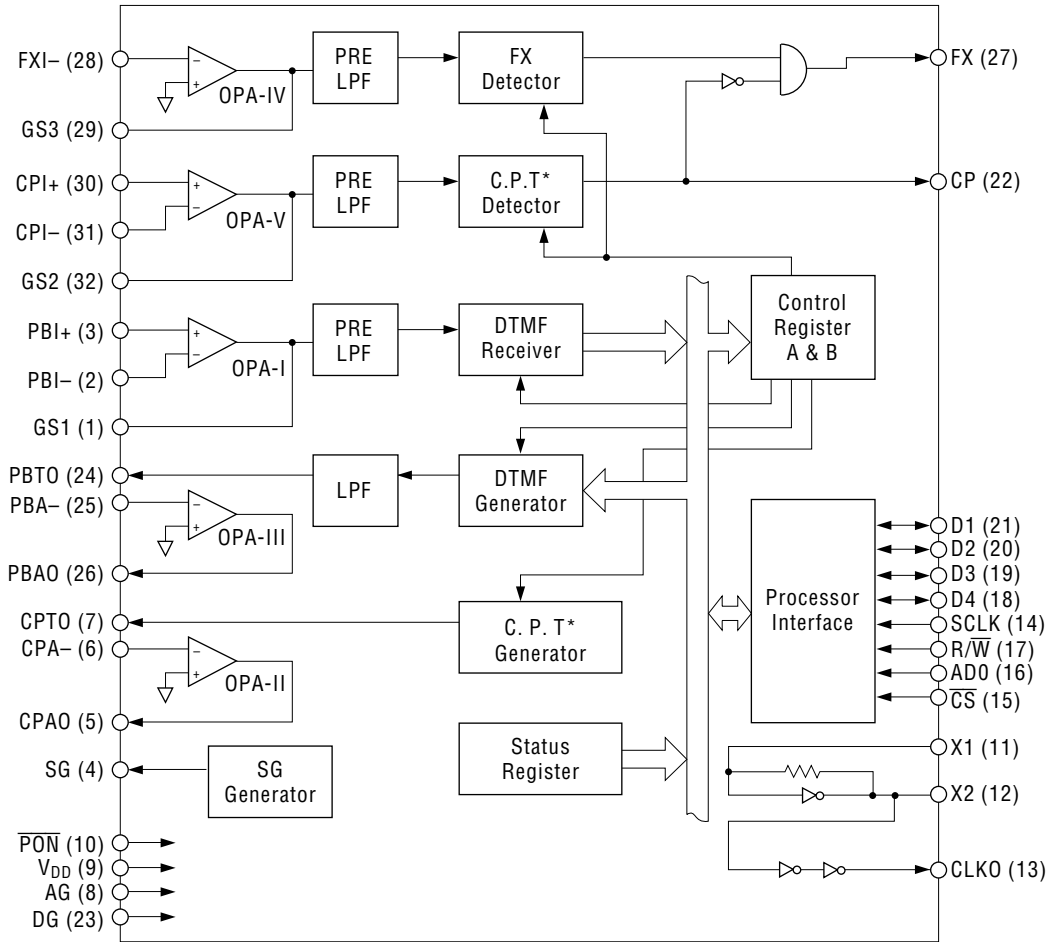 FXI– (28)
–
+
OPA-IV
GS3 (29)
PRE
LPF
FX
Detector
FX (27)
CPI+ (30)
CPI– (31)
+
–
OPA-V
GS2 (32)
PRE
LPF
C.P.T*
Detector
CP (22)
PBI+ (3)
PBI– (2)
+
–
OPA-I
GS1 (1)
PRE
LPF
DTMF
Receiver
Control
Register
A & B
PBTO (24)
PBA– (25)
–
+
OPA-III
PBAO (26)
LPF
DTMF
Generator
CPTO (7)
CPA– (6)
–
+
OPA-II
CPAO (5)
C. P. T*
Generator
Processor
Interface
D1 (21)
D2 (20)
D3 (19)
D4 (18)
SCLK (14)
R/W̅ (17)
AD0 (16)
C̅S̅ (15)
SG (4)
SG
Generator
Status
Register
X1 (11)
X2 (12)
CLKO (13)
P̅O̅N̅ (10)
VDD (9)
AG (8)
DG (23)